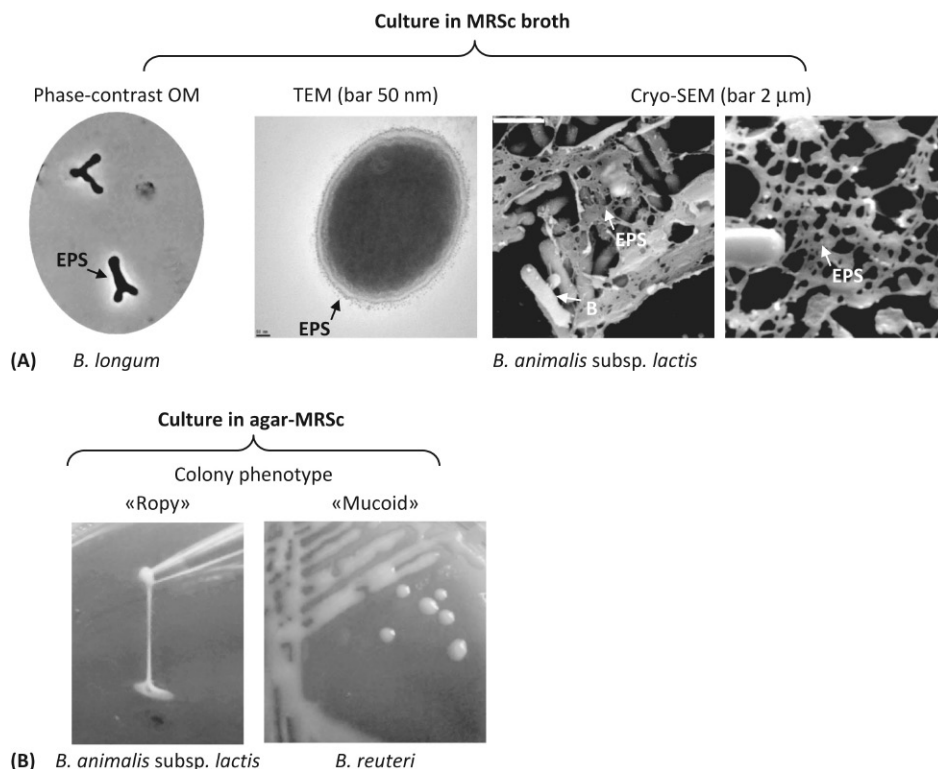 Culture in MRSc broth
Phase-contrast OM
TEM (bar 50 nm)
Cryo-SEM (bar 2 μm)
EPS
EPS
EPS
B
EPS
(A) B. longum
B. animalis subsp. lactis
Culture in agar-MRSc
Colony phenotype
«Ropy»
«Mucoid»
(B) B. animalis subsp. lactis
B. reuteri